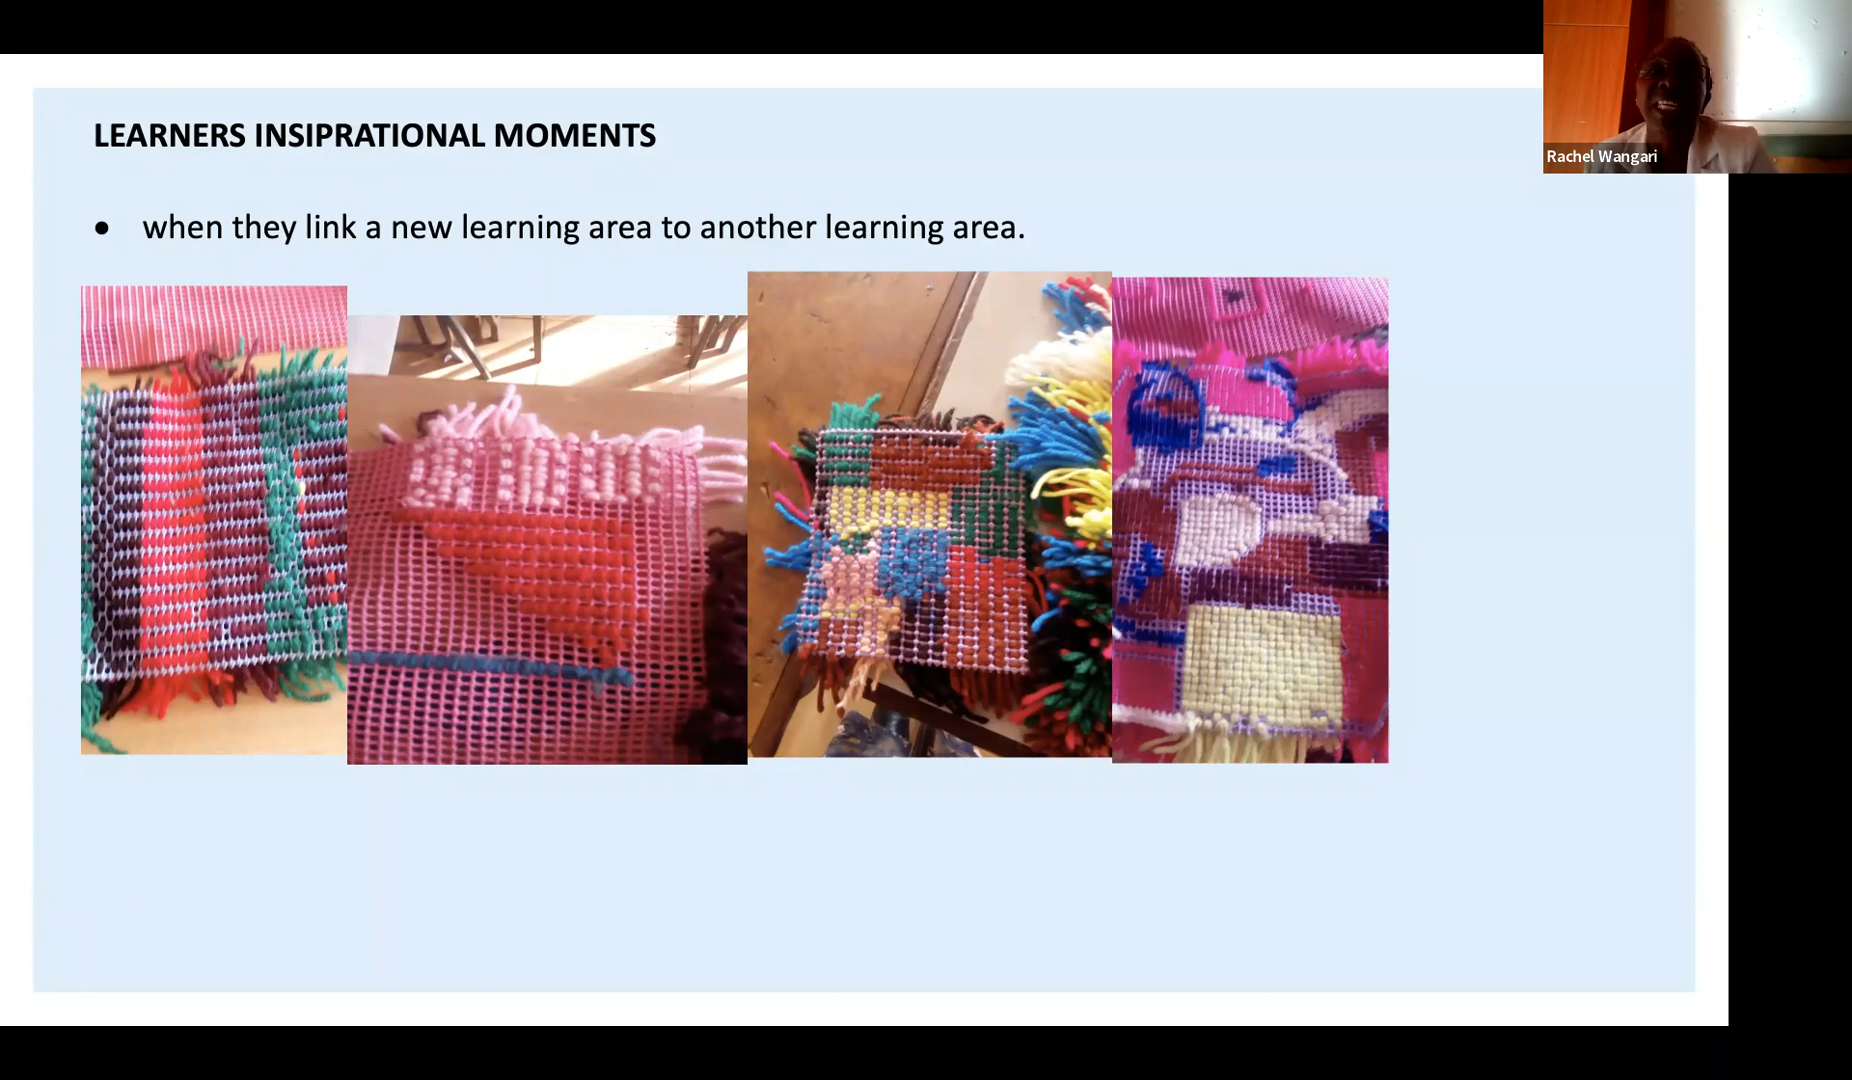 LEARNERS INSIPRATIONAL MOMENTS
• when they link a new learning area to another learning area.
Rachel Wangari